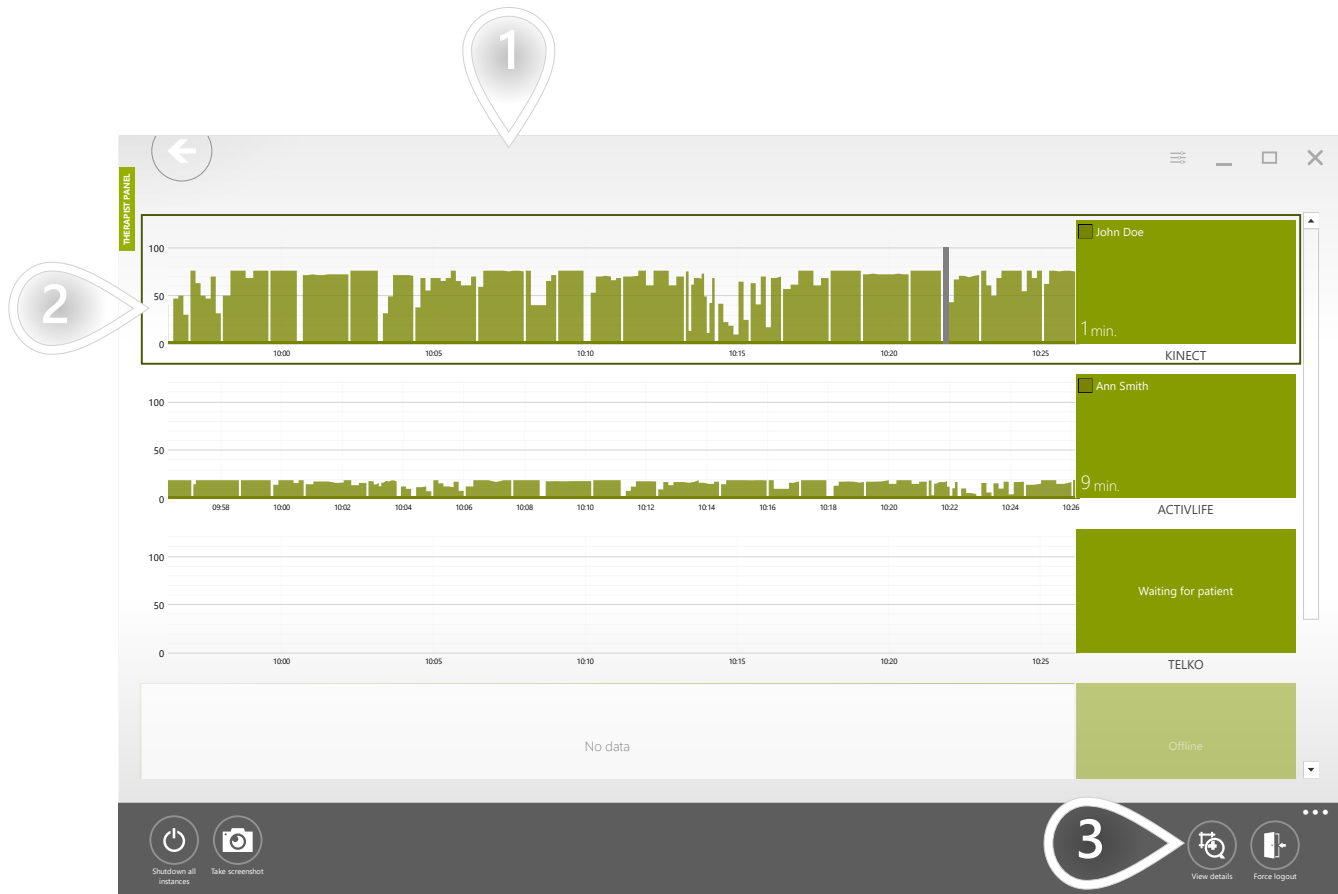 1
THERAPIST PANEL
2
100
50
0
10:00 10:05 10:10 10:15 10:20 10:25
John Doe
1 min.
KINECT
100
50
0
09:58 10:00 10:02 10:04 10:06 10:08 10:10 10:12 10:14 10:16 10:18 10:20 10:22 10:24 10:26
Ann Smith
9 min.
ACTIVLIFE
100
50
0
10:00 10:05 10:10 10:15 10:20 10:25
Waiting for patient
TELKO
No data
Offline
Shutdown all
instances
Take screenshot
3
View details
Force logout